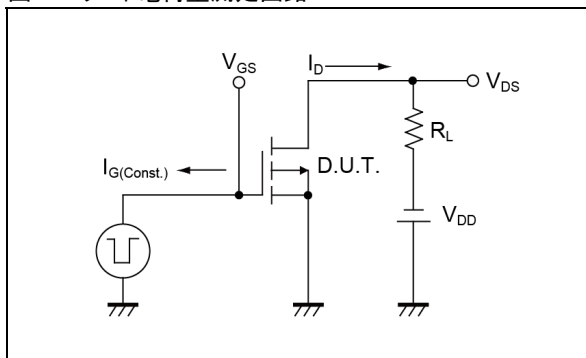 V_GS
I_D
V_DS
R_L
I_G(Const.)
D.U.T.
V_DD